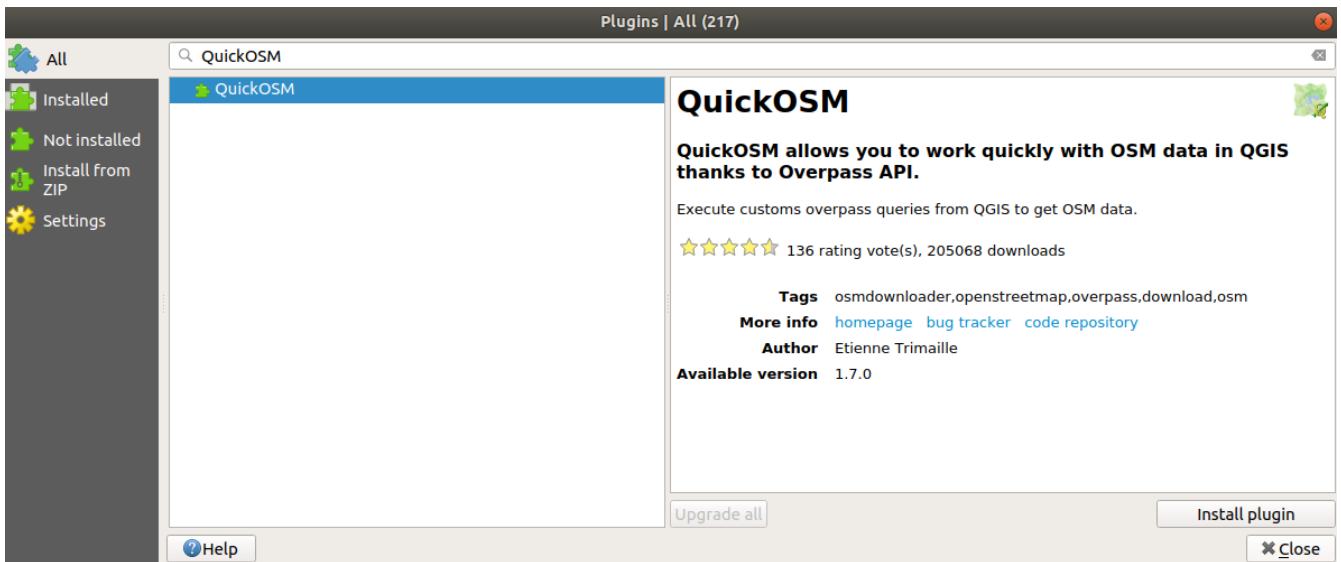 Plugins | All (217)
All
Installed
Not installed
Install from
ZIP
Settings
QuickOSM
QuickOSM
QuickOSM
QuickOSM allows you to work quickly with OSM data in QGIS
thanks to Overpass API.
Execute customs overpass queries from QGIS to get OSM data.
136 rating vote(s), 205068 downloads
Tags osmdownloader,openstreetmap,overpass,download,osm
More info homepage bug tracker code repository
Author Etienne Trimaille
Available version 1.7.0
Upgrade all
Install plugin
Help
Close